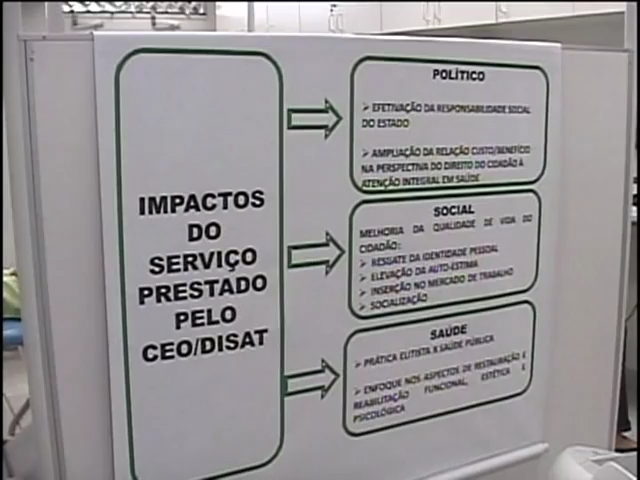 IMPACTOS
DO
SERVIÇO
PRESTADO
PELO
CEO/DISAT
POLÍTICO
➢ EFETIVAÇÃO DA RESPONSABILIDADE SOCIAL
DO ESTADO
➢ AMPLIAÇÃO DA RELAÇÃO CUSTO/BENEFÍCIO
NA PERSPECTIVA DO DIREITO DO CIDADÃO À
ATENÇÃO INTEGRAL EM SAÚDE
SOCIAL
MELHORIA DA QUALIDADE DE VIDA DO
CIDADÃO:
➢ RESGATE DA IDENTIDADE PESSOAL
➢ ELEVAÇÃO DA AUTO-ESTIMA
➢ INSERÇÃO NO MERCADO DE TRABALHO
➢ SOCIALIZAÇÃO
SAÚDE
➢ PRÁTICA ELITISTA X SAÚDE PÚBLICA
➢ ENFOQUE NOS ASPECTOS DE RESTAURAÇÃO E
REABILITAÇÃO FUNCIONAL, ESTÉTICA E
PSICOLÓGICA